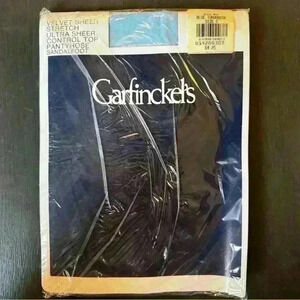 VELVET SHEER
STRETCH
ULTRA SHEER
CONTROL TOP
PANTYHOSE
SANDALFOOT
Garfinckel's